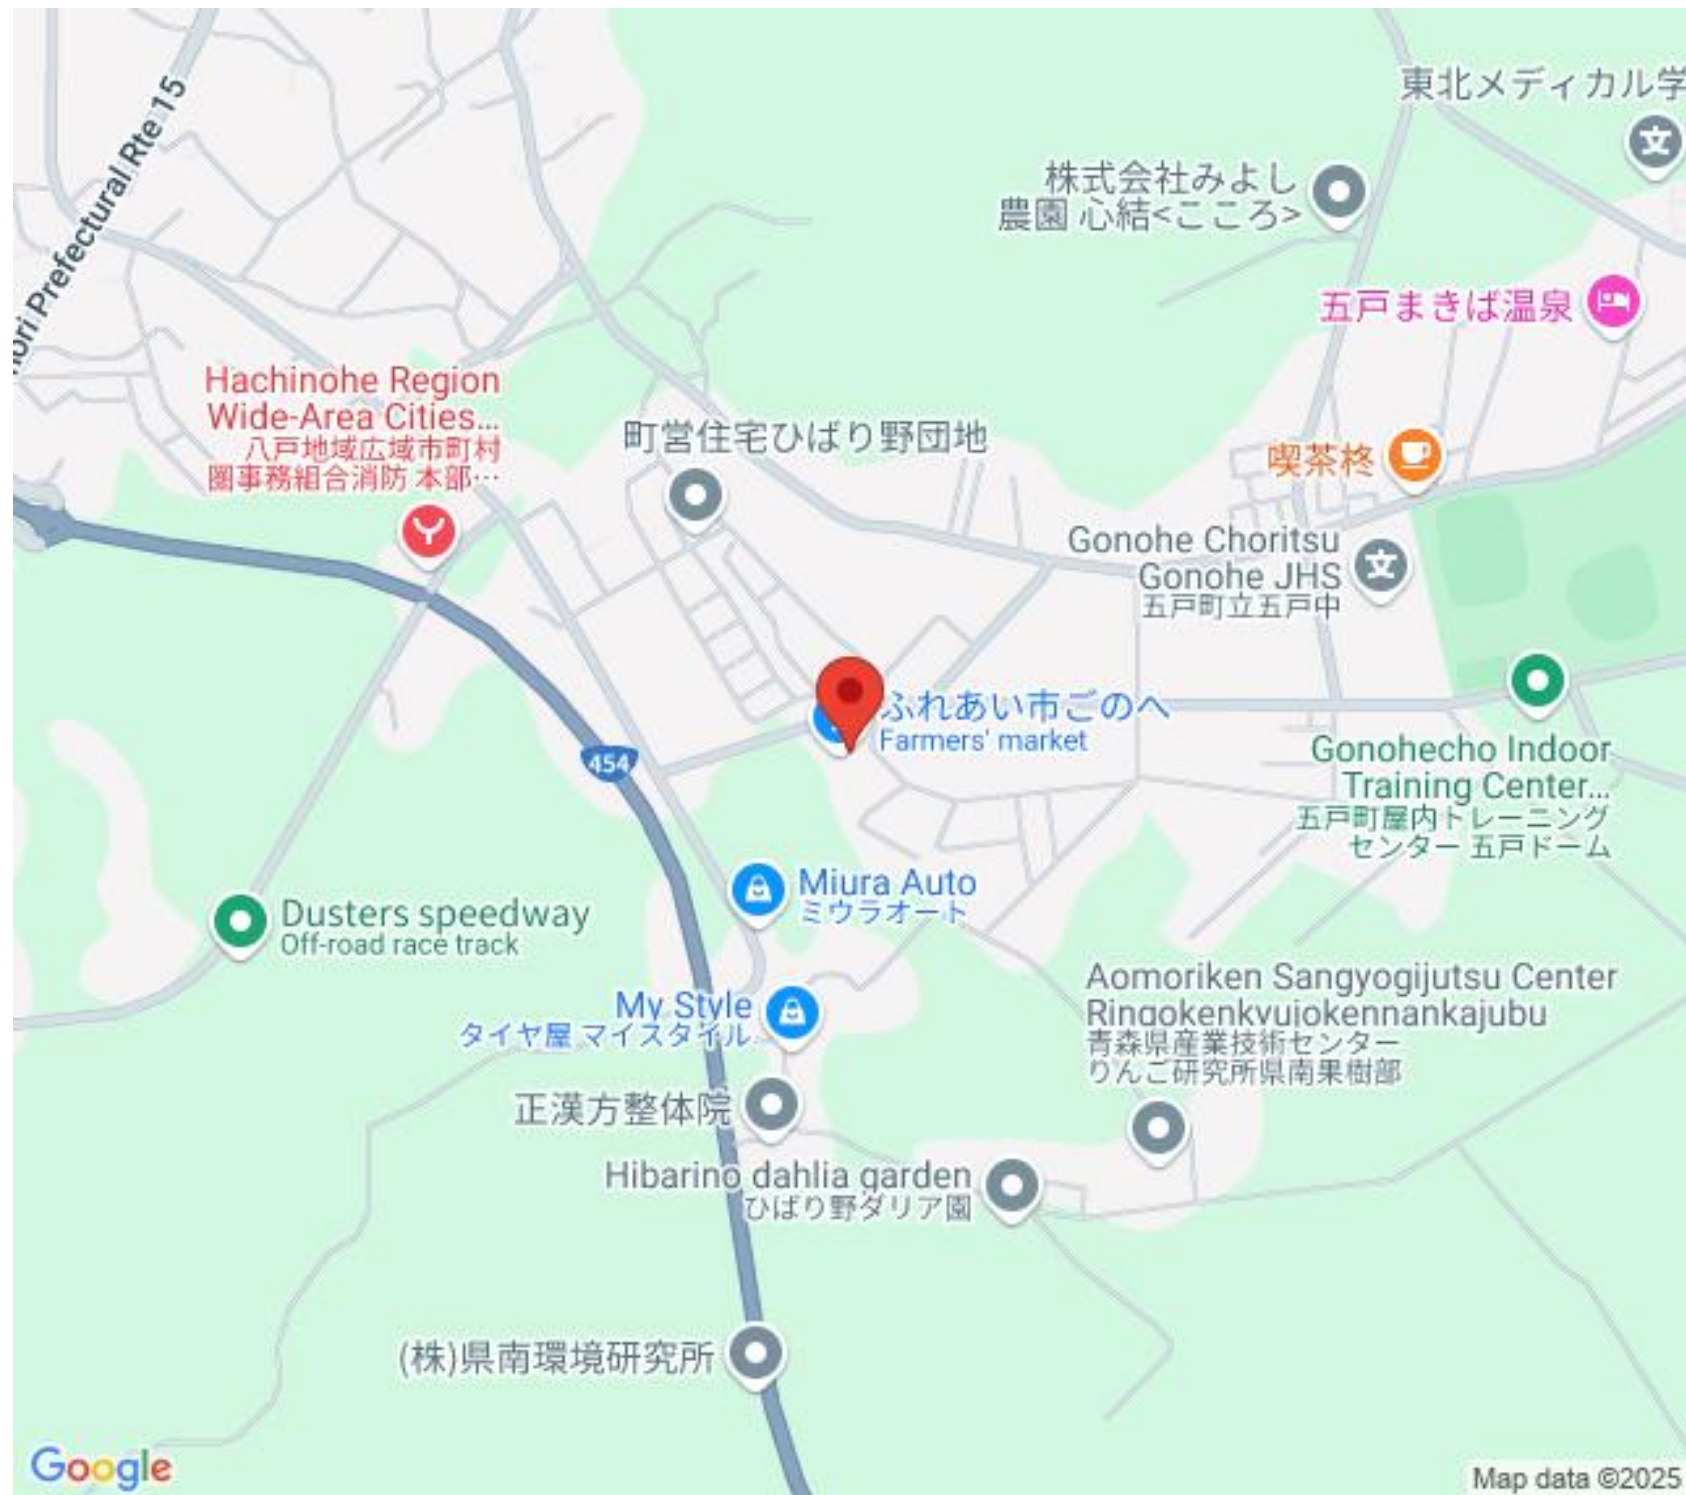 東北メディカル学
ori Prefectural Rte 15
株式会社みよし
農園 心結<こころ>
五戸まきば温泉
Hachinohe Region
Wide-Area Cities...
八戸地域広域市町村
圏事務組合消防 本部…
町営住宅ひばり野団地
喫茶柊
Gonohe Choritsu
Gonohe JHS
五戸町立五戸中
ふれあい市ごのへ
Farmers' market
454
Gonohecho Indoor
Training Center...
五戸町屋内トレーニング
センター 五戸ドーム
Miura Auto
ミウラオート
Dusters speedway
Off-road race track
Aomoriken Sangyogijutsu Center
Ringokenkyujokennankajubu
青森県産業技術センター
りんご研究所県南果樹部
My Style
タイヤ屋 マイスタイル
正漢方整体院
Hibarino dahlia garden
ひばり野ダリア園
(株)県南環境研究所
Google
Map data ©2025